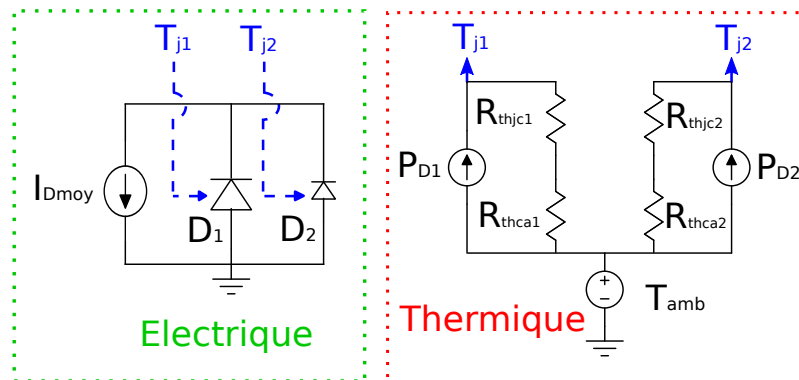 Tj1
Tj2
IDmoy
D1
D2
Electrique
Tj1
Tj2
Rthjc1
Rthjc2
PD1
PD2
Rthca1
Rthca2
+
−
Tamb
Thermique